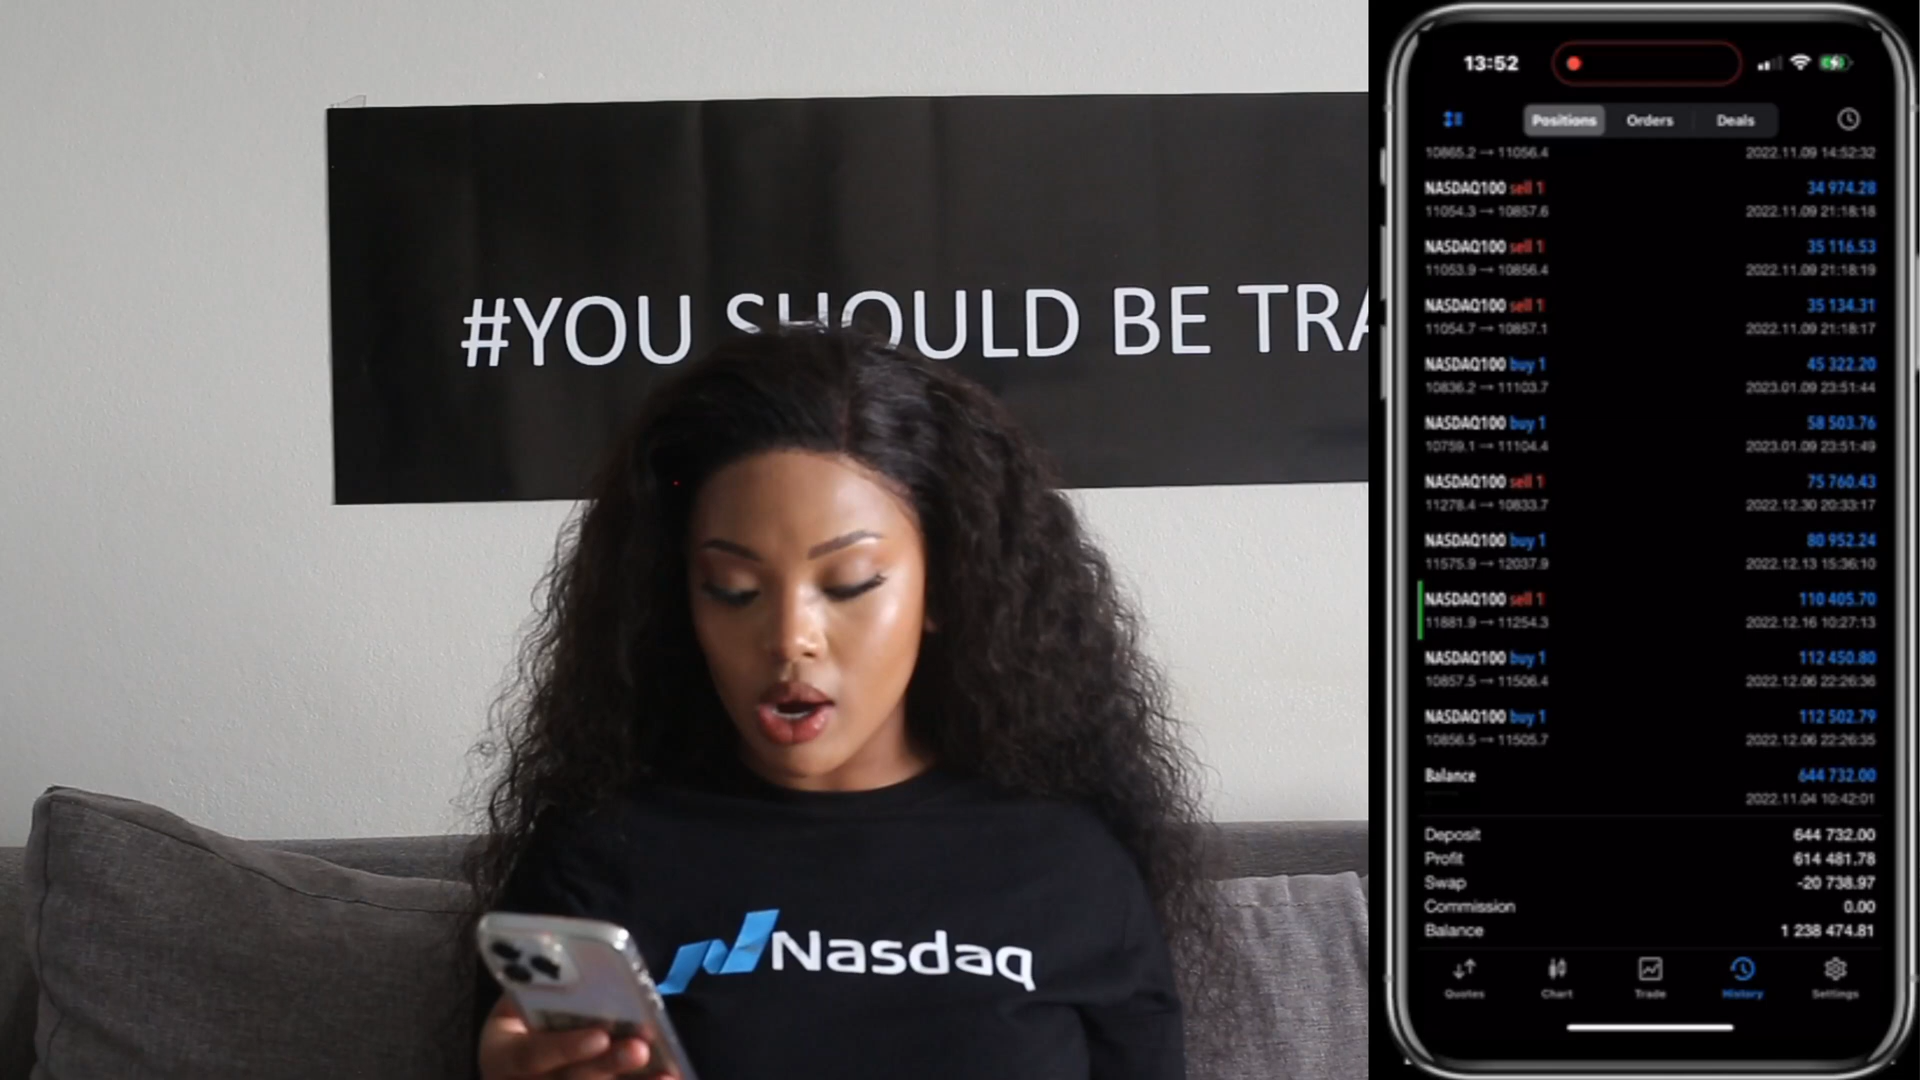 #YOU SHOULD BE TRA
Nasdaq
13:52
Positions Orders Deals
10865.2 → 11056.4 2022.11.09 14:52:32
NASDAQ100 sell 1 34 974.28
11054.3 → 10857.6 2022.11.09 21:18:18
NASDAQ100 sell 1 35 116.53
11053.9 → 10856.4 2022.11.09 21:18:19
NASDAQ100 sell 1 35 134.31
11054.7 → 10857.1 2022.11.09 21:18:17
NASDAQ100 buy 1 45 322.20
10836.2 → 11103.7 2023.01.09 23:51:44
NASDAQ100 buy 1 58 503.76
10759.1 → 11104.4 2023.01.09 23:51:49
NASDAQ100 sell 1 75 760.43
11278.4 → 10833.7 2022.12.30 20:33:17
NASDAQ100 buy 1 80 952.24
11575.9 → 12037.9 2022.12.13 15:36:10
NASDAQ100 sell 1 110 405.70
11881.9 → 11254.3 2022.12.16 10:27:13
NASDAQ100 buy 1 112 450.80
10857.5 → 11506.4 2022.12.06 22:26:36
NASDAQ100 buy 1 112 502.79
10856.5 → 11505.7 2022.12.06 22:26:35
Balance 644 732.00
2022.11.04 10:42:01
Deposit 644 732.00
Profit 614 481.78
Swap -20 738.97
Commission 0.00
Balance 1 238 474.81
Quotes Chart Trade History Settings